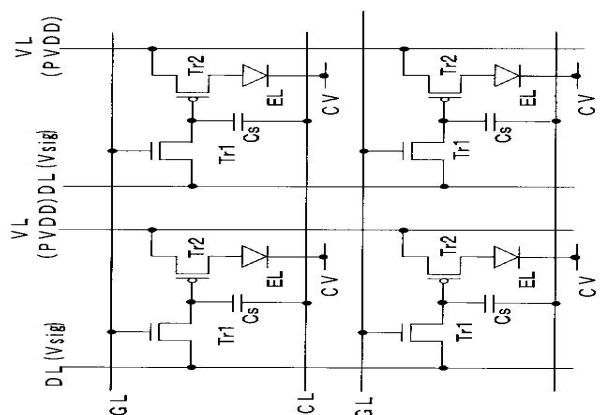 DL(Vsig)
VL
(PVDD)
DL(Vsig)
VL
(PVDD)
GL
Tr2
Tr2
Tr1
Tr1
Cs
Cs
EL
EL
CL
CV
CV
GL
Tr2
Tr2
Tr1
Tr1
Cs
Cs
EL
EL
CV
CV